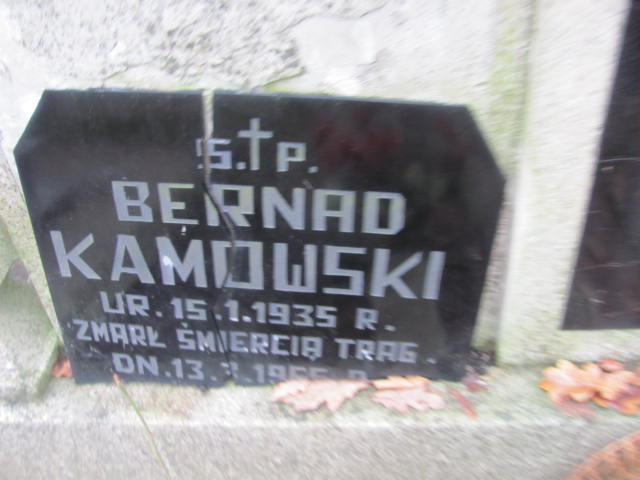 Ś. † P.
BERNAD
KAMOWSKI
UR. 15.1.1935 R.
ZMARŁ ŚMIERCIĄ TRAG.
DN. 13.